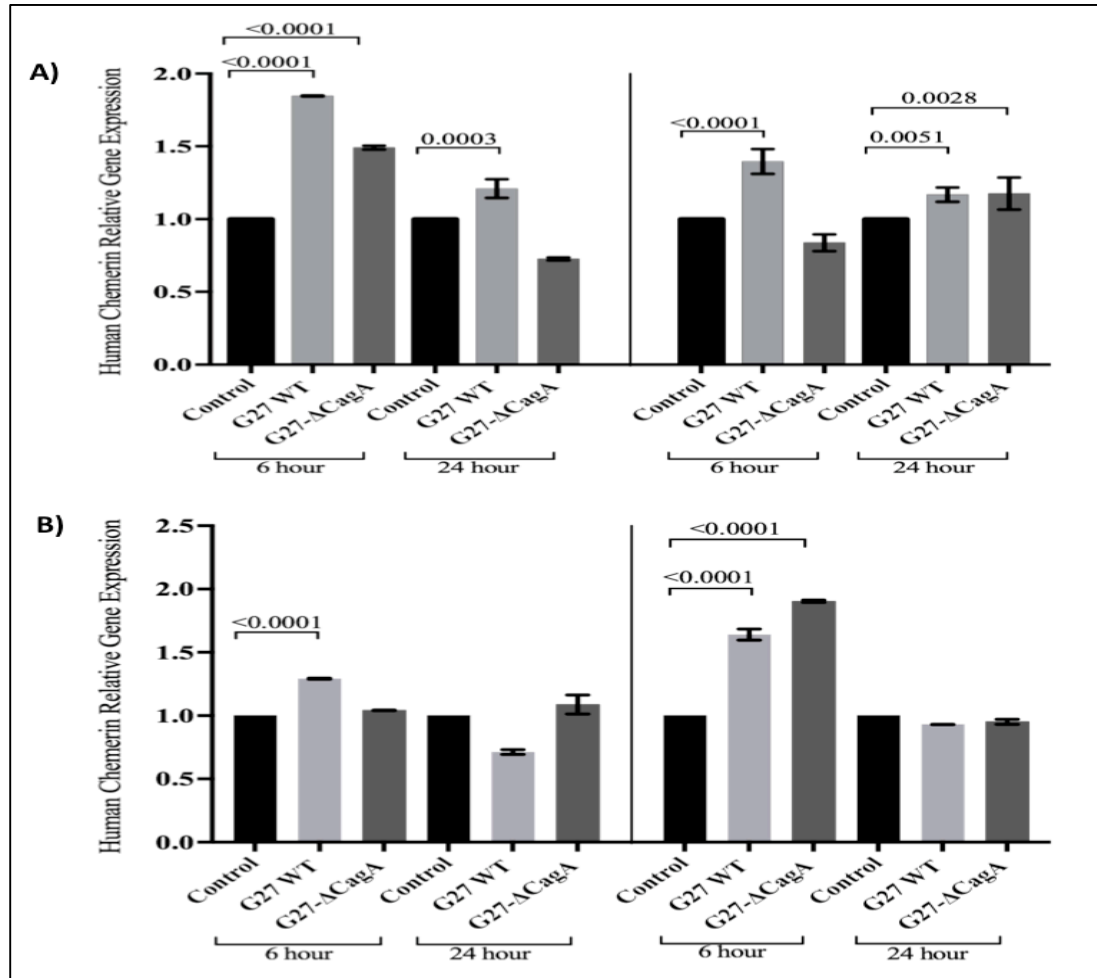 A)
Human Chemerin Relative Gene Expression
2.0
1.5
1.0
0.5
0.0
<0.0001
<0.0001
0.0003
<0.0001
0.0028
0.0051
Control
G27 WT
G27-ΔCagA
Control
G27 WT
G27-ΔCagA
Control
G27 WT
G27-ΔCagA
Control
G27 WT
G27-ΔCagA
6 hour
24 hour
6 hour
24 hour
B)
Human Chemerin Relative Gene Expression
2.5
2.0
1.5
1.0
0.5
0.0
<0.0001
<0.0001
<0.0001
Control
G27 WT
G27-ΔCagA
Control
G27 WT
G27-ΔCagA
Control
G27 WT
G27-ΔCagA
Control
G27 WT
G27-ΔCagA
6 hour
24 hour
6 hour
24 hour